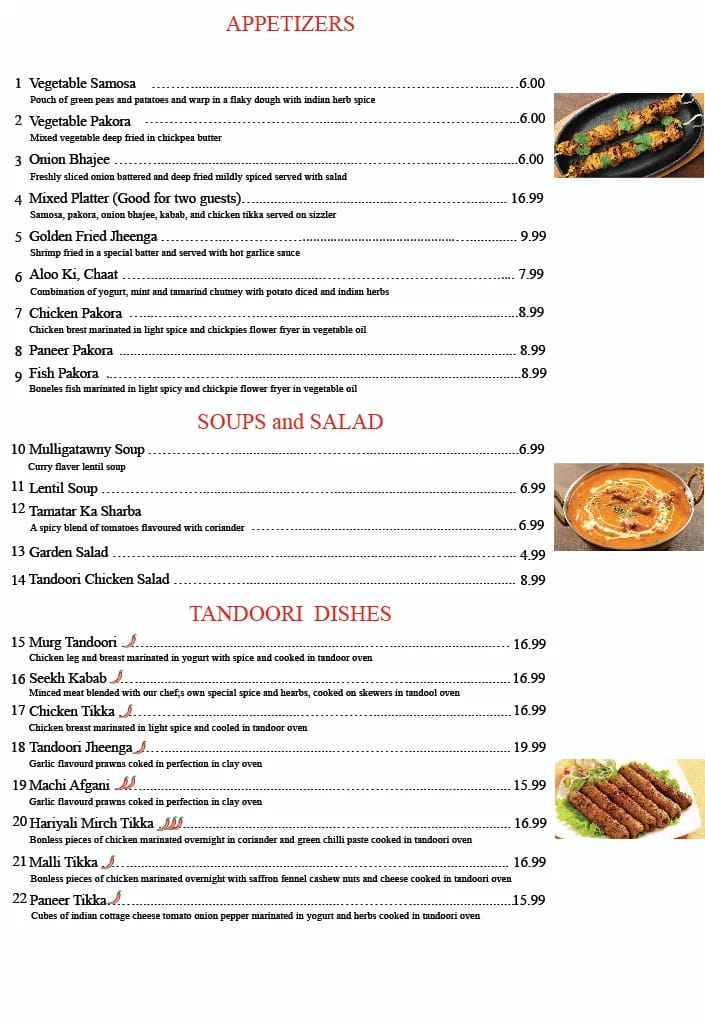 APPETIZERS
1 Vegetable Samosa ........ 6.00
Pouch of green peas and patatoes and warp in a flaky dough with indian herb spice
2 Vegetable Pakora ........ 6.00
Mixed vegetable deep fried in chickpea butter
3 Onion Bhajee ........ 6.00
Freshly sliced onion battered and deep fried mildly spiced served with salad
4 Mixed Platter (Good for two guests) ........ 16.99
Samosa, pakora, onion bhajee, kabab, and chicken tikka served on sizzler
5 Golden Fried Jheenga ........ 9.99
Shrimp fried in a special batter and served with hot garlice sauce
6 Aloo Ki, Chaat ........ 7.99
Combination of yogurt, mint and tamarind chutney with potato diced and indian herbs
7 Chicken Pakora ........ 8.99
Chicken brest marinated in light spice and chickpies flower fryer in vegetable oil
8 Paneer Pakora ........ 8.99
9 Fish Pakora ........ 8.99
Boneles fish marinated in light spicy and chickpie flower fryer in vegetable oil
SOUPS and SALAD
10 Mulligatawny Soup ........ 6.99
Curry flaver lentil soup
11 Lentil Soup ........ 6.99
12 Tamatar Ka Sharba
A spicy blend of tomatoes flavoured with coriander ........ 6.99
13 Garden Salad ........ 4.99
14 Tandoori Chicken Salad ........ 8.99
TANDOORI DISHES
15 Murg Tandoori ........ 16.99
Chicken leg and breast marinated in yogurt with spice and cooked in tandoor oven
16 Seekh Kabab ........ 16.99
Minced meat blended with our chef,s own special spice and hearbs, cooked on skewers in tandool oven
17 Chicken Tikka ........ 16.99
Chicken breast marinated in light spice and cooled in tandoor oven
18 Tandoori Jheenga ........ 19.99
Garlic flavourd prawns coked in perfection in clay oven
19 Machi Afgani ........ 15.99
Garlic flavourd prawns coked in perfection in clay oven
20 Hariyali Mirch Tikka ........ 16.99
Bonless pieces of chicken marinated overnight in coriander and green chilli paste cooked in tandoori oven
21 Malli Tikka ........ 16.99
Bonless pieces of chicken marinated overnight with saffron fennel cashew nuts and cheese cooked in tandoori oven
22 Paneer Tikka ........ 15.99
Cubes of indian cottage cheese tomato onion pepper marinated in yogurt and herbs cooked in tandoori oven